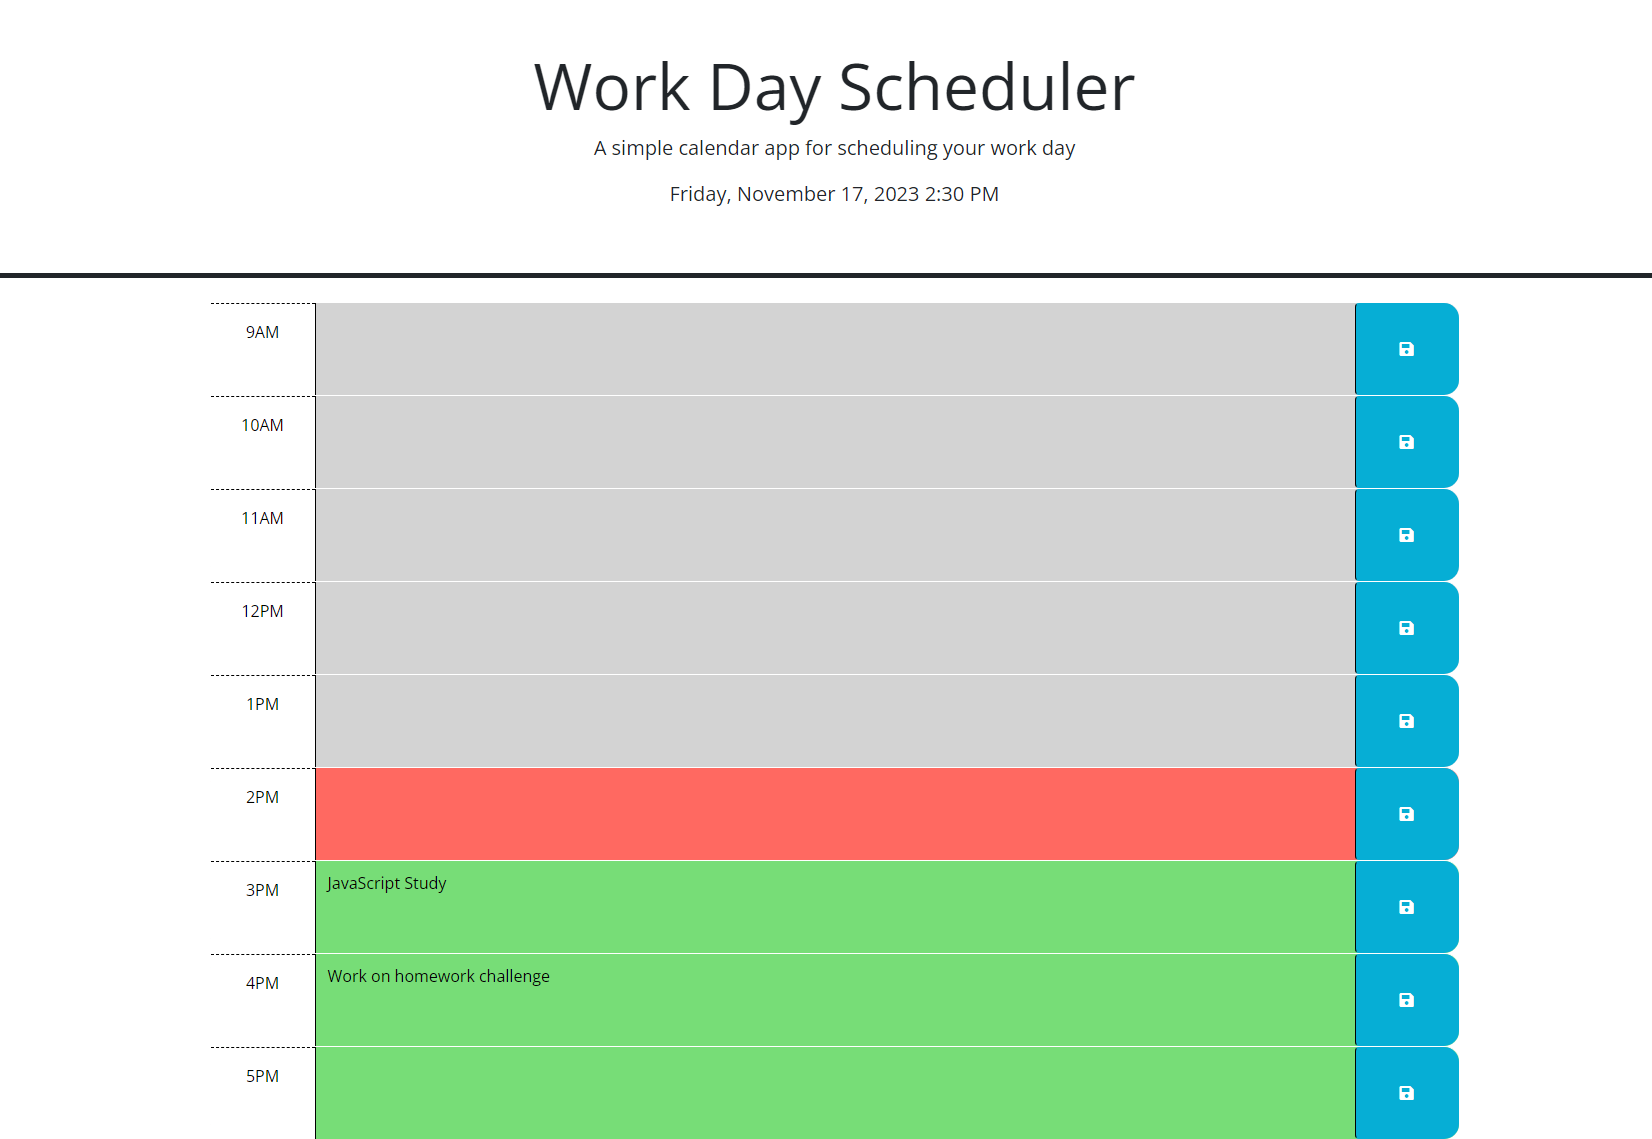 Work Day Scheduler
A simple calendar app for scheduling your work day
Friday, November 17, 2023 2:30 PM
9AM
10AM
11AM
12PM
1PM
2PM
3PM JavaScript Study
4PM Work on homework challenge
5PM